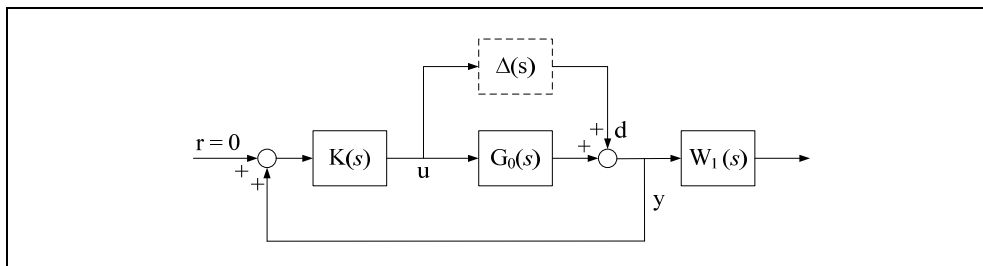 Δ(s)
r = 0
+
+
K(s)
u
G₀(s)
+
+
d
y
W₁(s)